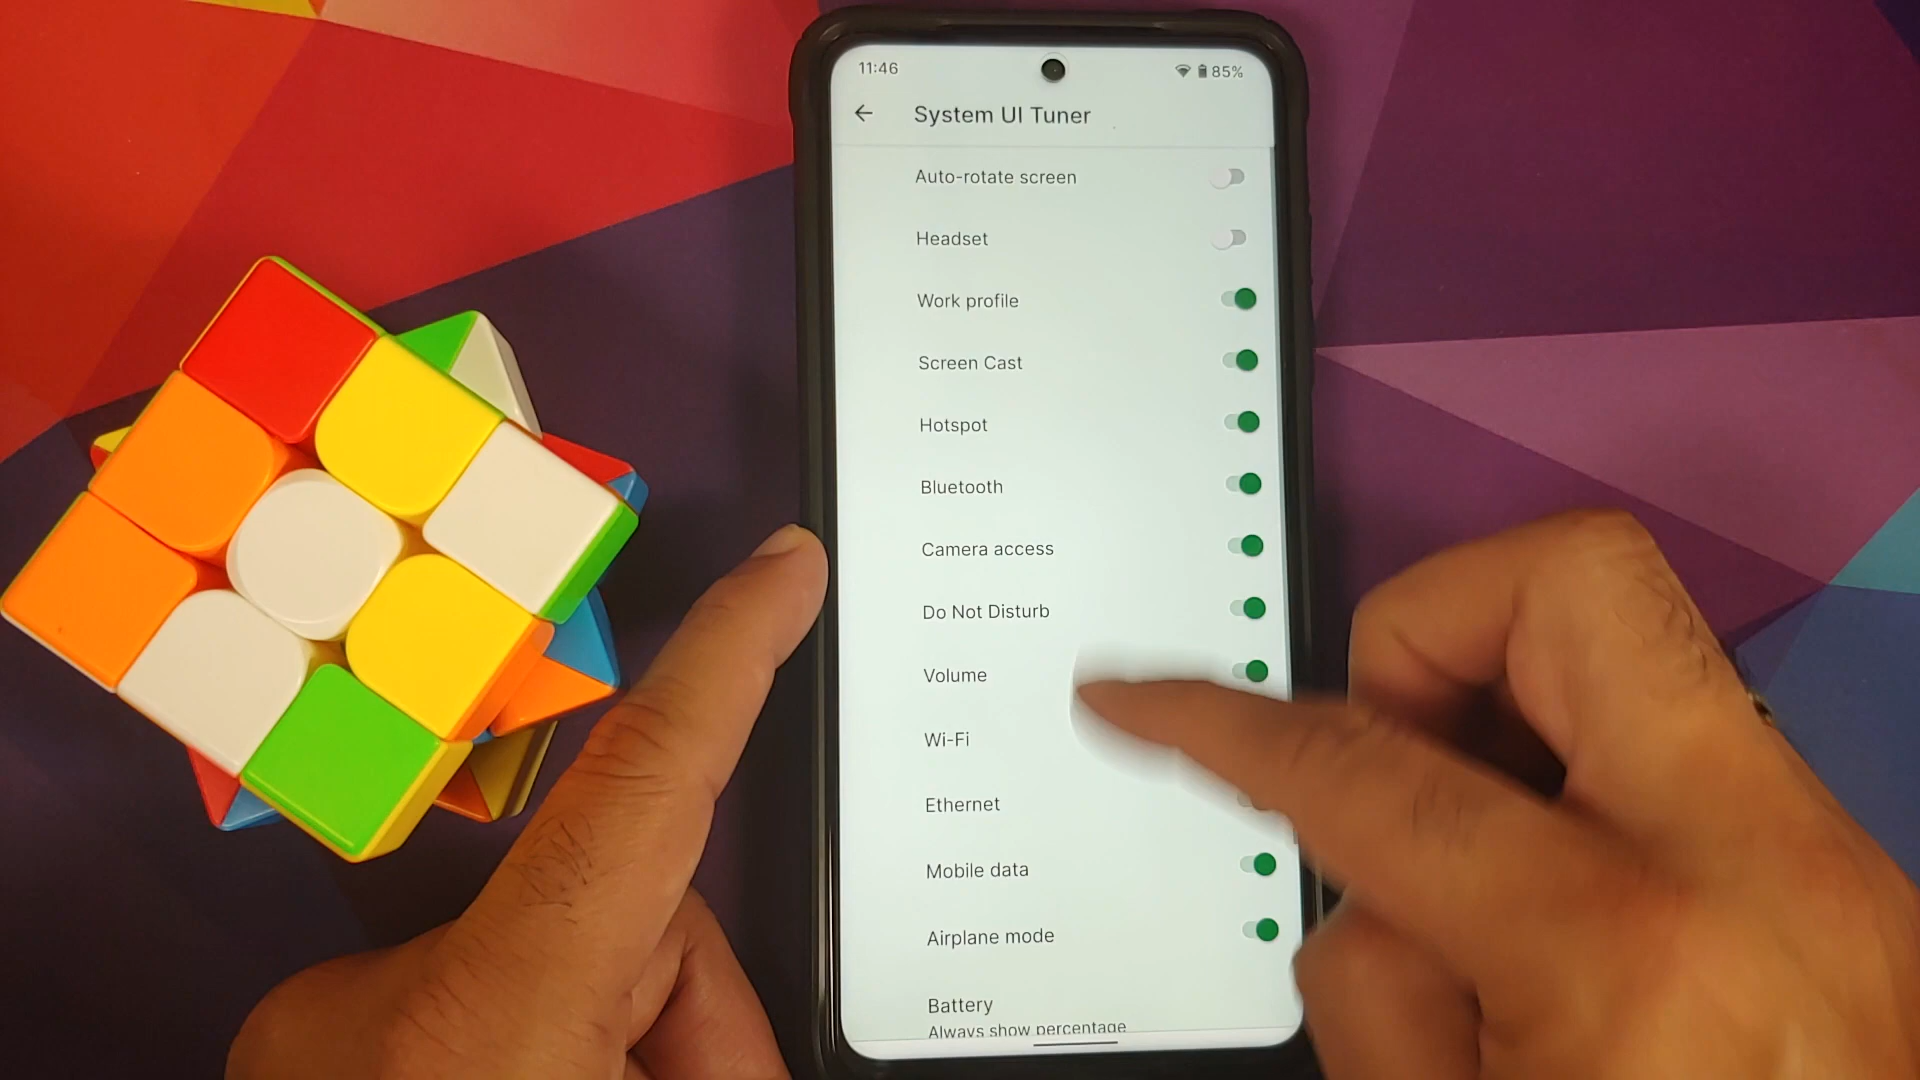 11:46
85%
System UI Tuner
Auto-rotate screen
Headset
Work profile
Screen Cast
Hotspot
Bluetooth
Camera access
Do Not Disturb
Volume
Wi-Fi
Ethernet
Mobile data
Airplane mode
Battery
Always show percentage